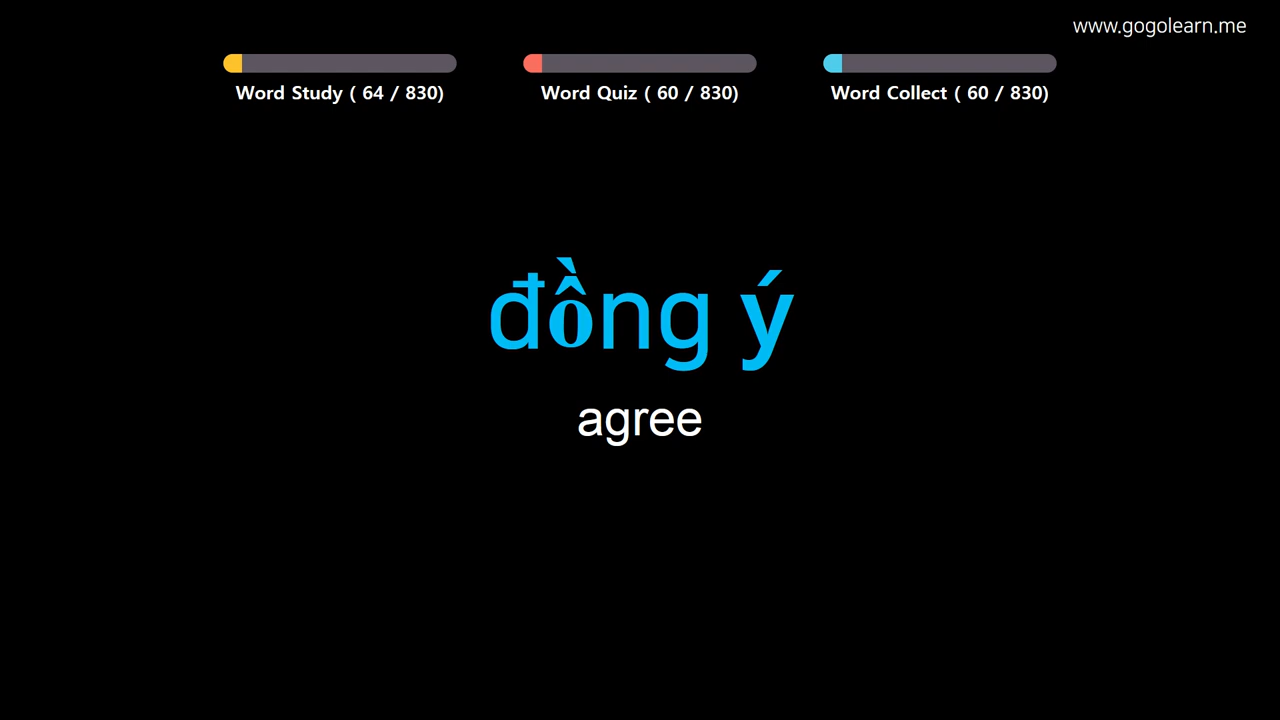 www.gogolearn.me
Word Study ( 64 / 830)
Word Quiz ( 60 / 830)
Word Collect ( 60 / 830)
đồng ý
agree